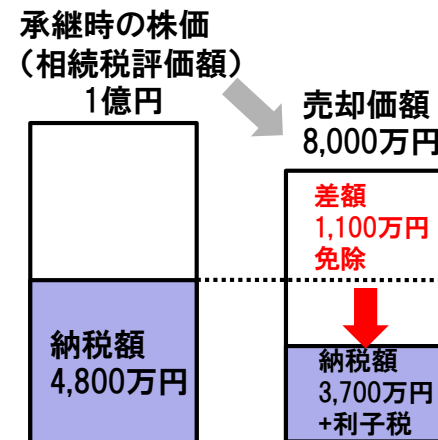 承継時の株価
（相続税評価額）
1億円
売却価額
8,000万円
差額
1,100万円
免除
納税額
4,800万円
納税額
3,700万円
+利子税